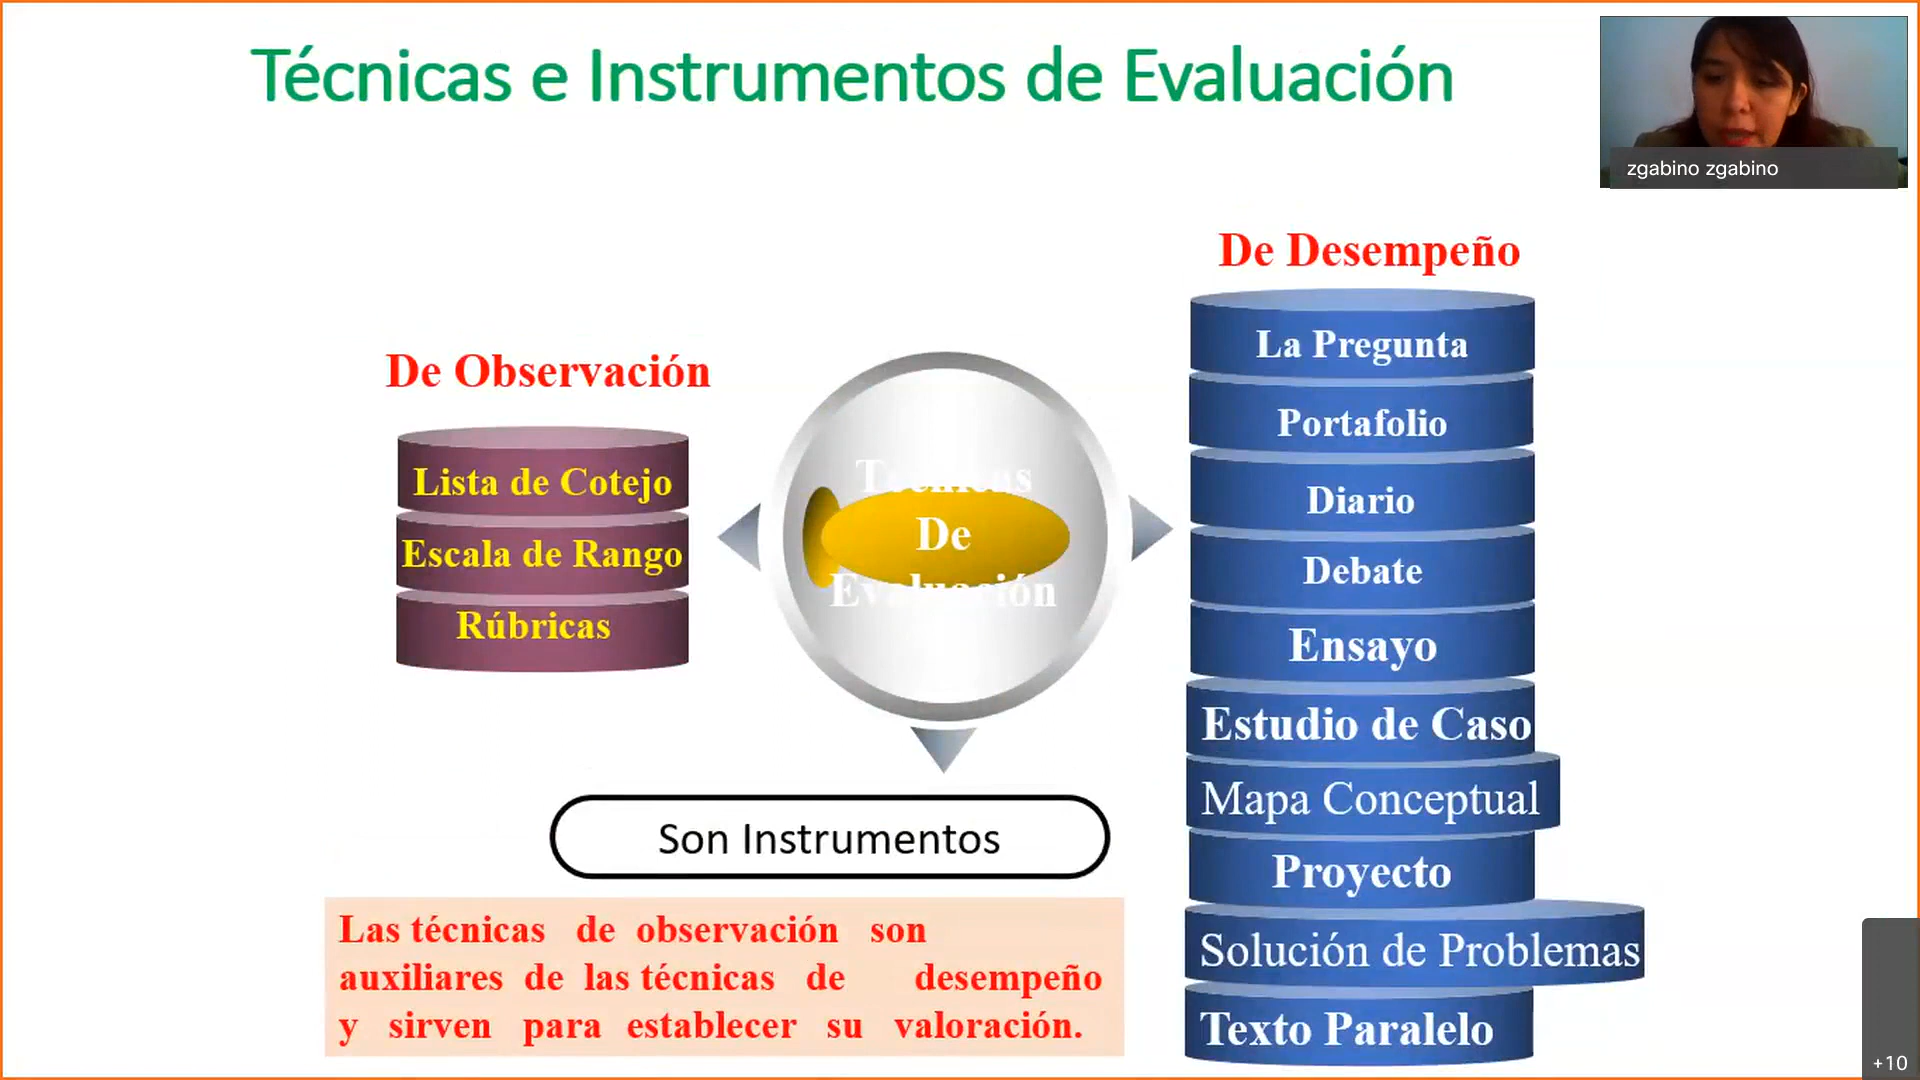 Técnicas e Instrumentos de Evaluación
zgabino zgabino
De Observación
Lista de Cotejo
Escala de Rango
Rúbricas
Técnicas
De
Evaluación
De Desempeño
La Pregunta
Portafolio
Diario
Debate
Ensayo
Estudio de Caso
Mapa Conceptual
Proyecto
Solución de Problemas
Texto Paralelo
Son Instrumentos
Las técnicas de observación son
auxiliares de las técnicas de desempeño
y sirven para establecer su valoración.
+10